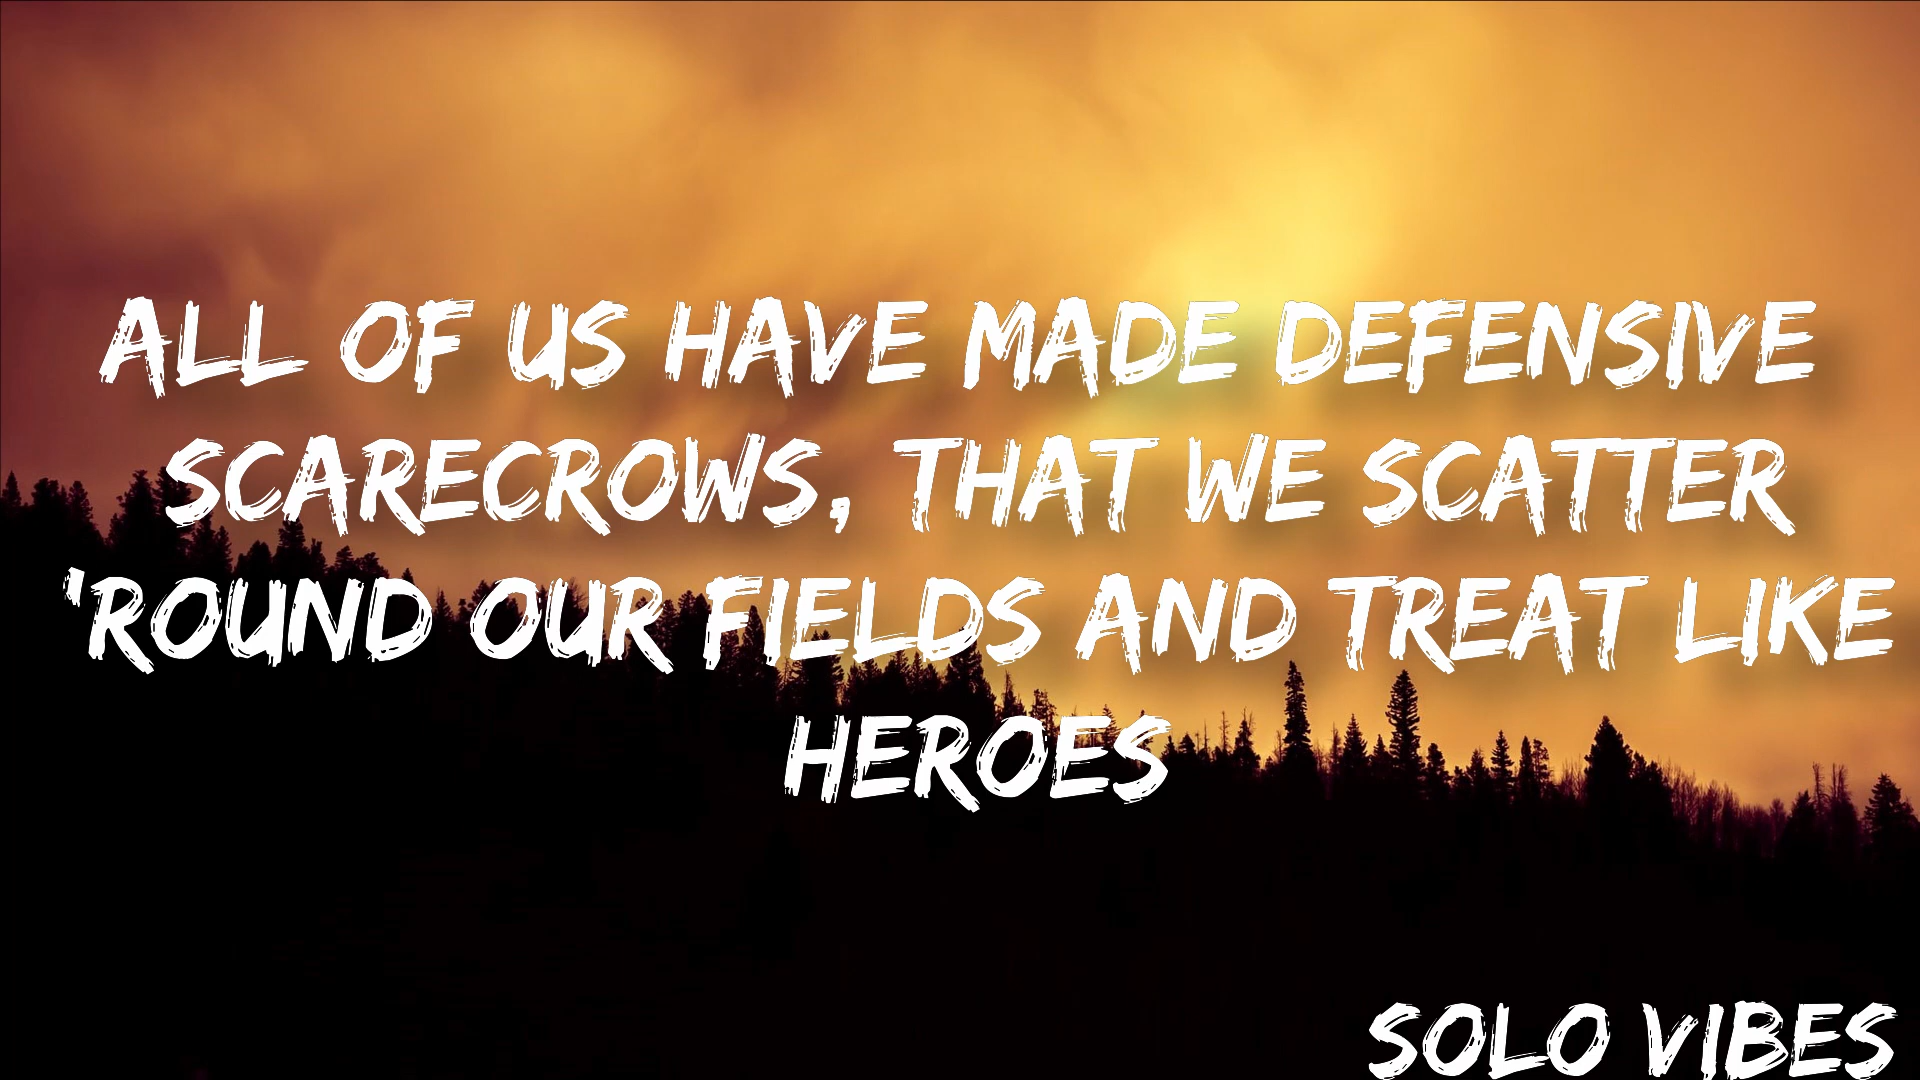 ALL OF US HAVE MADE DEFENSIVE
SCARECROWS, THAT WE SCATTER
'ROUND OUR FIELDS AND TREAT LIKE
HEROES
SOLO VIBES